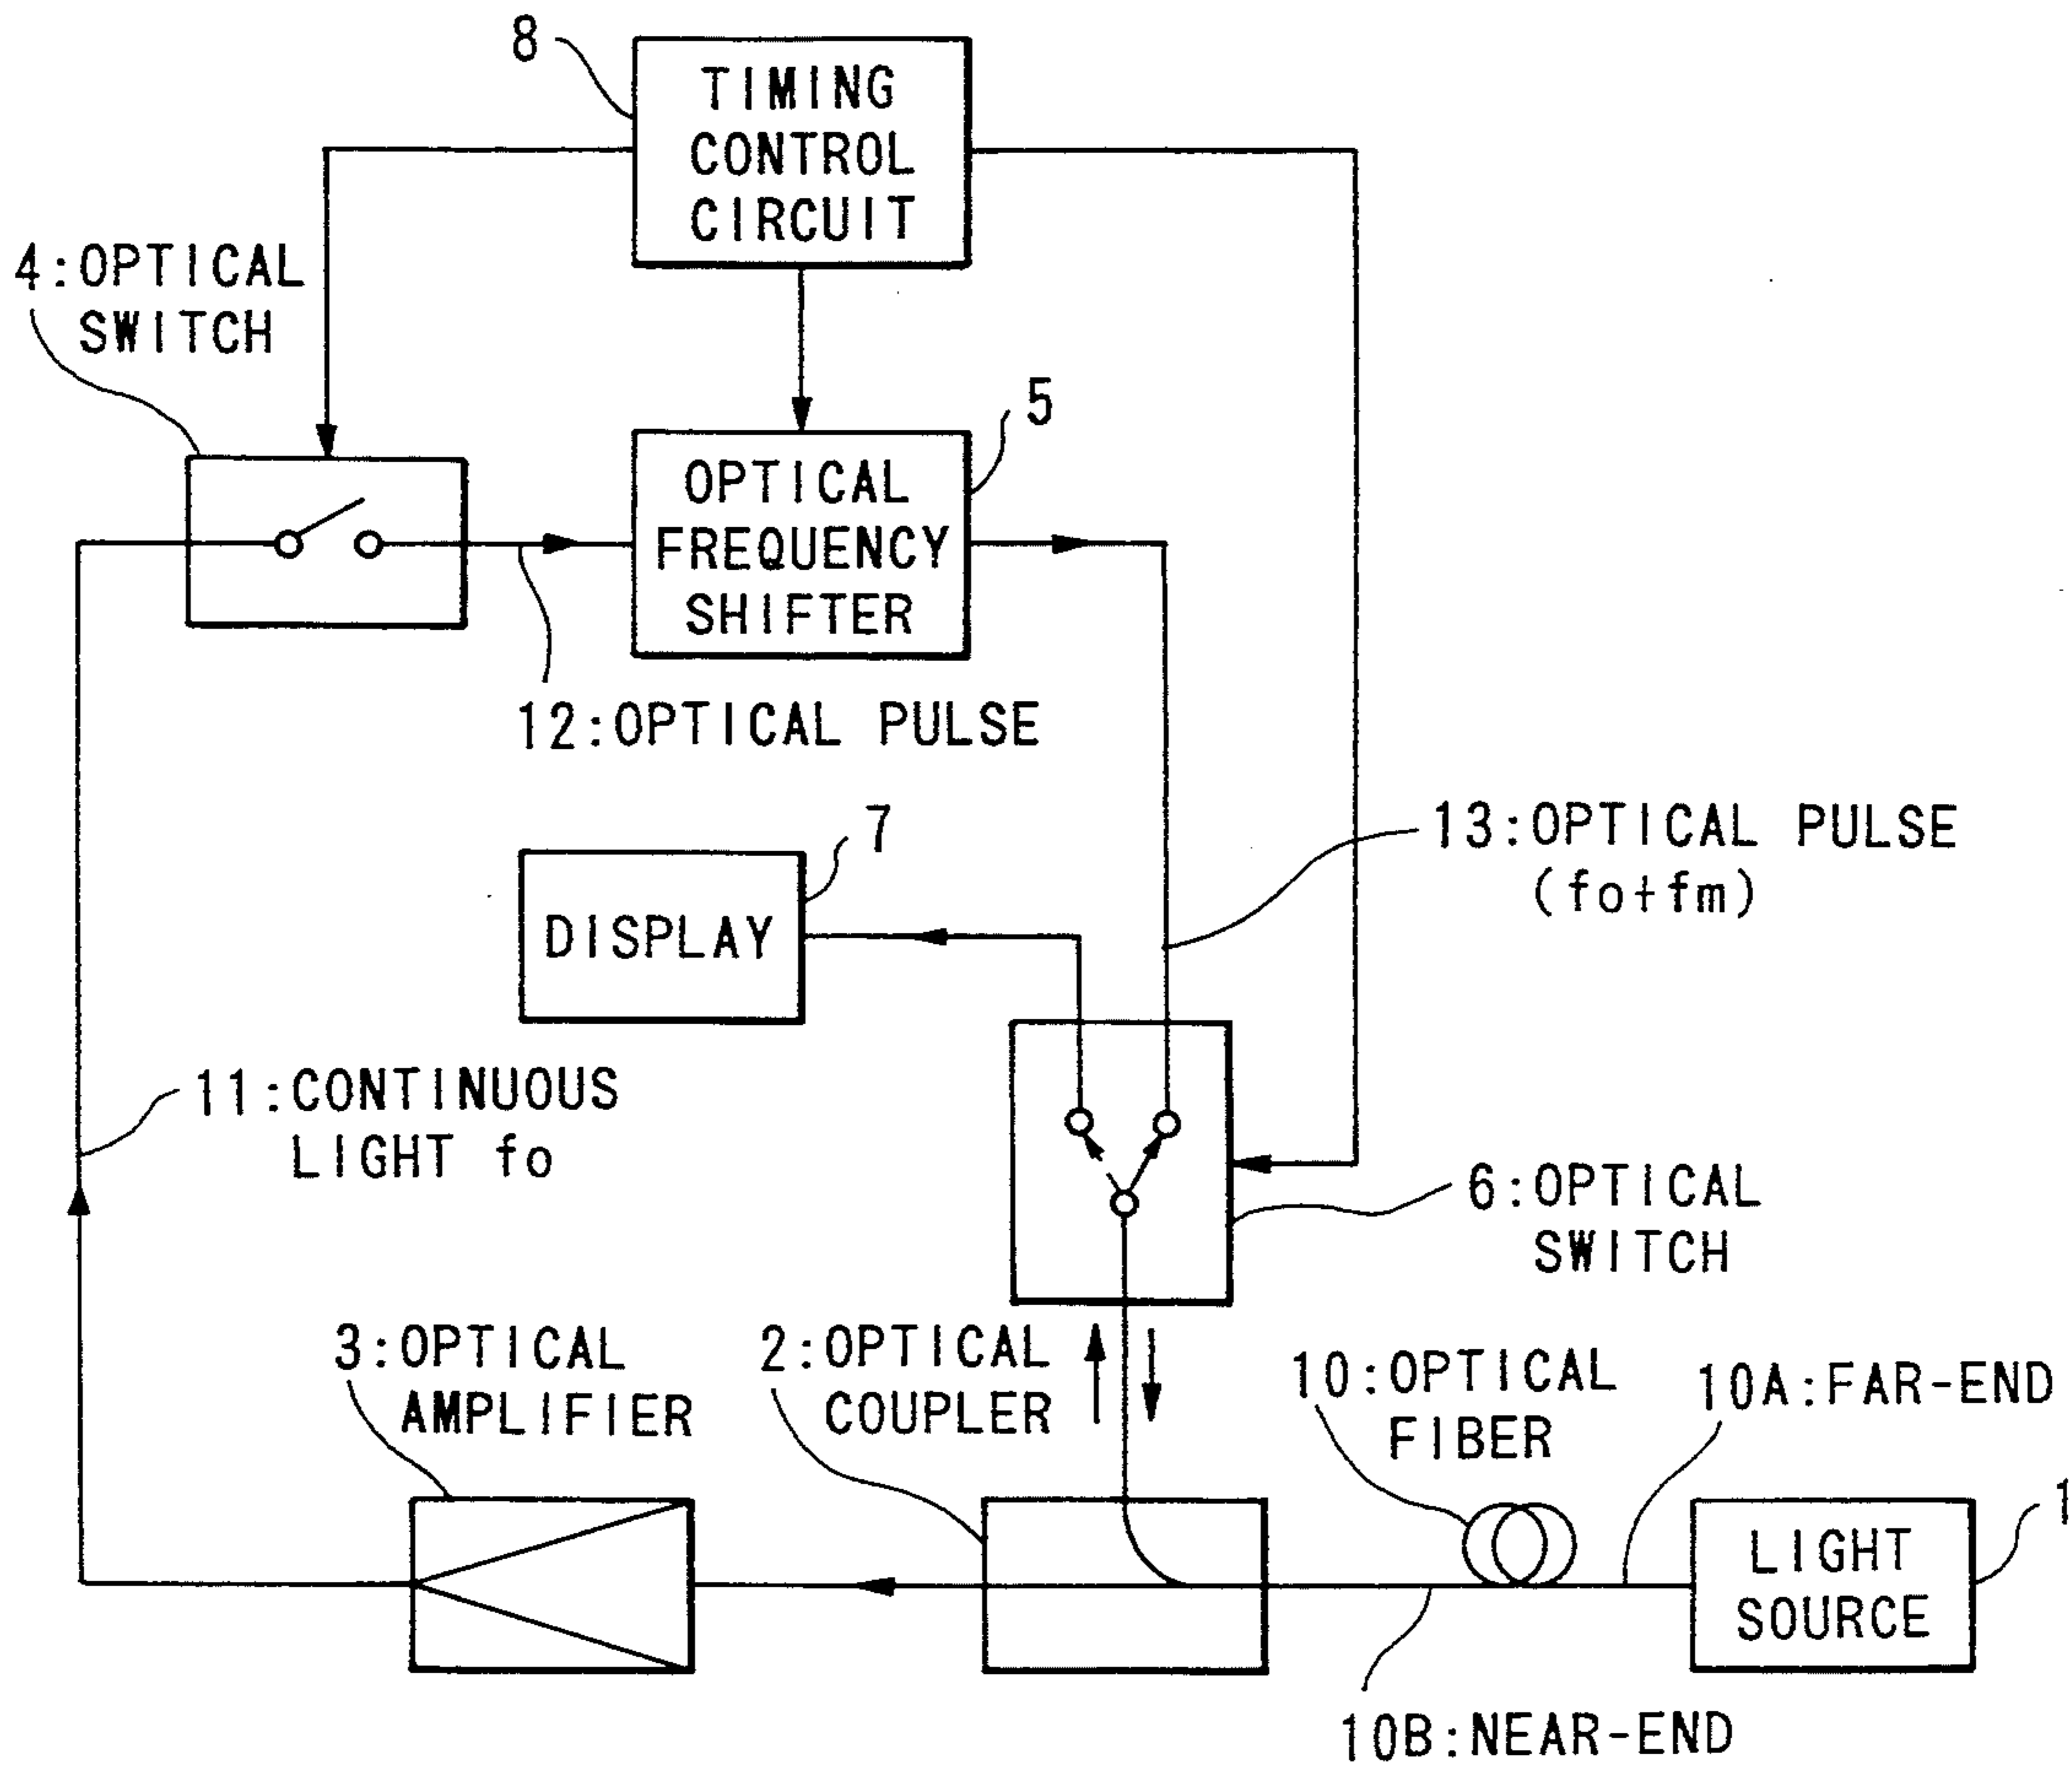 8
TIMING
CONTROL
CIRCUIT
4:OPTICAL
SWITCH
5
OPTICAL
FREQUENCY
SHIFTER
12:OPTICAL PULSE
7
DISPLAY
13:OPTICAL PULSE
(fo+fm)
11:CONTINUOUS
LIGHT fo
6:OPTICAL
SWITCH
3:OPTICAL
AMPLIFIER
2:OPTICAL
COUPLER
10:OPTICAL
FIBER
10A:FAR-END
1
LIGHT
SOURCE
10B:NEAR-END